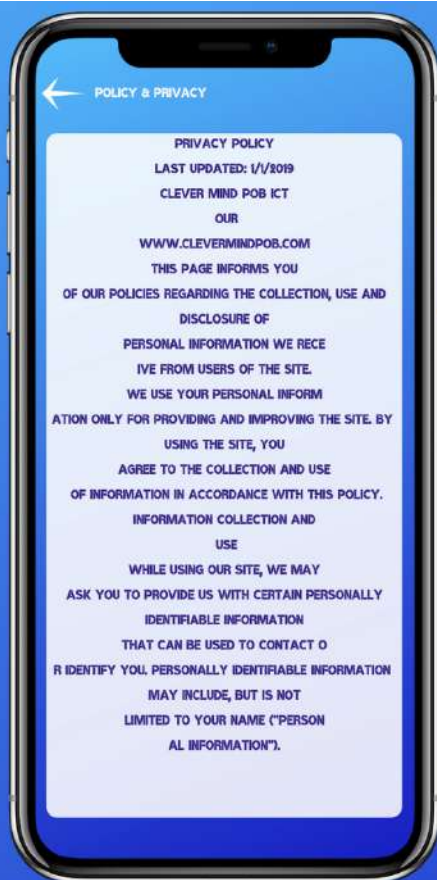 POLICY & PRIVACY
PRIVACY POLICY
LAST UPDATED: 1/1/2019
CLEVER MIND POB ICT
OUR
WWW.CLEVERMINDPOB.COM
THIS PAGE INFORMS YOU
OF OUR POLICIES REGARDING THE COLLECTION, USE AND
DISCLOSURE OF
PERSONAL INFORMATION WE RECE
IVE FROM USERS OF THE SITE.
WE USE YOUR PERSONAL INFORM
ATION ONLY FOR PROVIDING AND IMPROVING THE SITE. BY
USING THE SITE, YOU
AGREE TO THE COLLECTION AND USE
OF INFORMATION IN ACCORDANCE WITH THIS POLICY.
INFORMATION COLLECTION AND
USE
WHILE USING OUR SITE, WE MAY
ASK YOU TO PROVIDE US WITH CERTAIN PERSONALLY
IDENTIFIABLE INFORMATION
THAT CAN BE USED TO CONTACT O
R IDENTIFY YOU. PERSONALLY IDENTIFIABLE INFORMATION
MAY INCLUDE, BUT IS NOT
LIMITED TO YOUR NAME ("PERSON
AL INFORMATION").